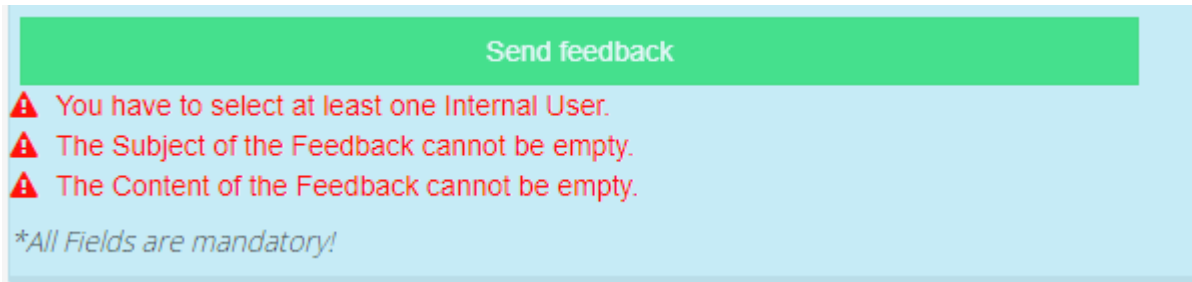 Send feedback
You have to select at least one Internal User.
The Subject of the Feedback cannot be empty.
The Content of the Feedback cannot be empty.
*All Fields are mandatory!